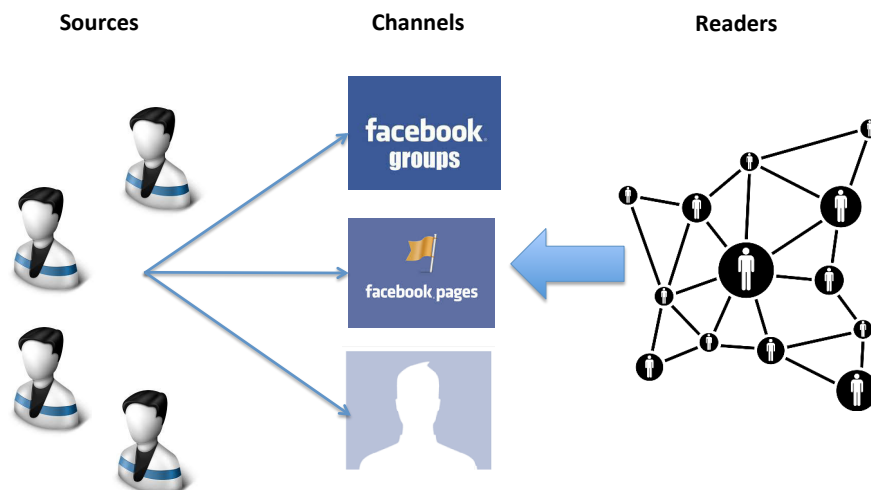 Sources
Channels
Readers
facebook
groups
facebook pages